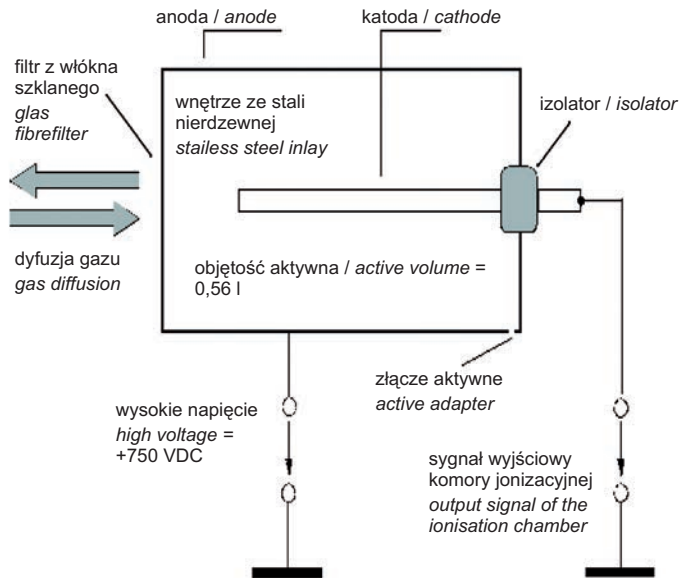 anoda / anode
katoda / cathode
filtr z włókna
szklanego
glas
fibrefilter
wnętrze ze stali
nierdzewnej
stailess steel inlay
izolator / isolator
dyfuzja gazu
gas diffusion
objętość aktywna / active volume =
0,56 l
złącze aktywne
active adapter
wysokie napięcie
high voltage =
+750 VDC
sygnał wyjściowy
komory jonizacyjnej
output signal of the
ionisation chamber